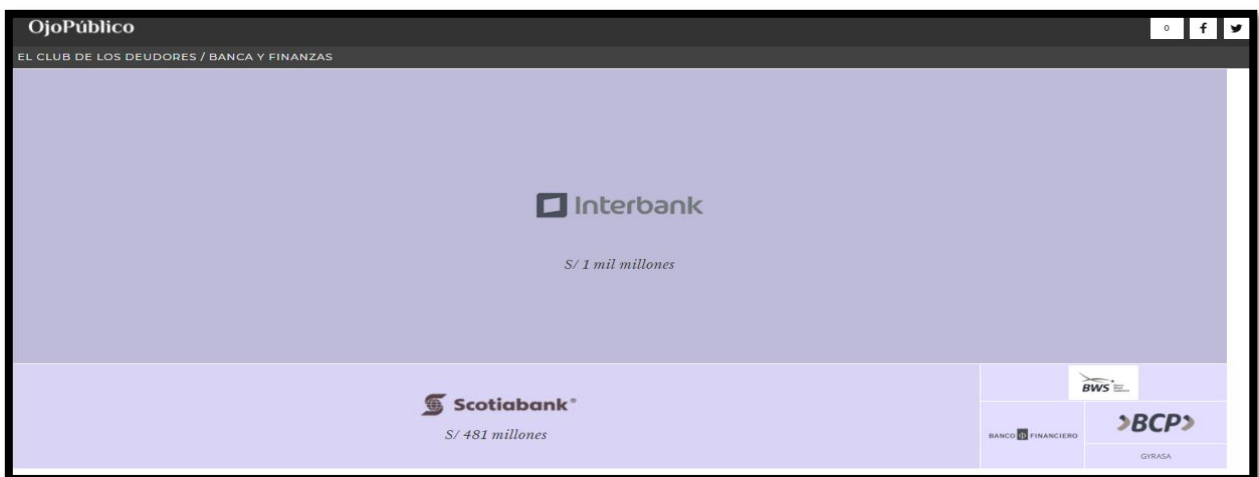 OjoPúblico
0
EL CLUB DE LOS DEUDORES / BANCA Y FINANZAS
Interbank
S/ 1 mil millones
Scotiabank®
S/ 481 millones
BWS
BANCO FINANCIERO
BCP
GYRASA